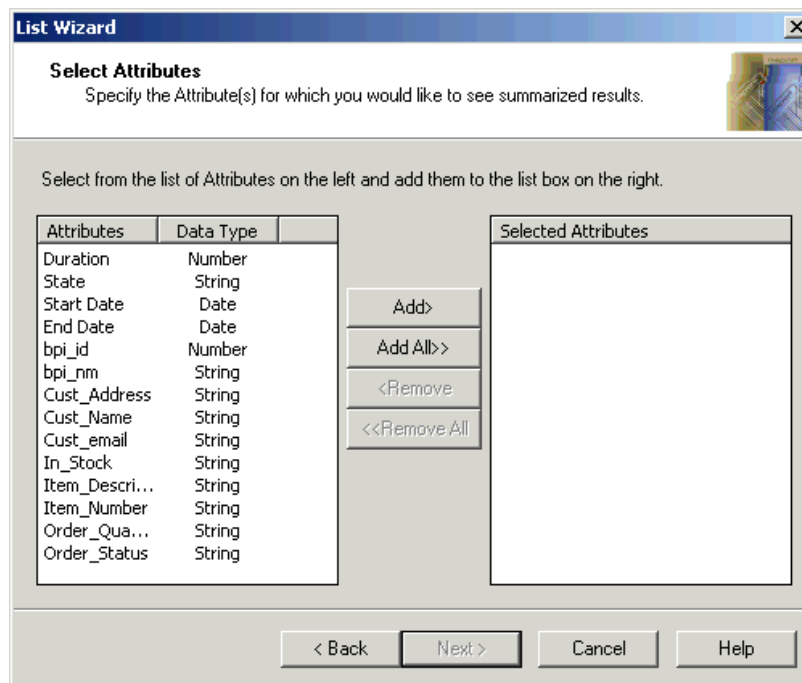 List Wizard
Select Attributes
Specify the Attribute(s) for which you would like to see summarized results.
Select from the list of Attributes on the left and add them to the list box on the right.
Attributes Data Type
Selected Attributes
Duration Number
State String
Start Date Date
End Date Date
bpi_id Number
bpi_nm String
Cust_Address String
Cust_Name String
Cust_email String
In_Stock String
Item_Descri... String
Item_Number String
Order_Qua... String
Order_Status String
Add>
Add All>>
<Remove
<<Remove All
< Back Next > Cancel Help